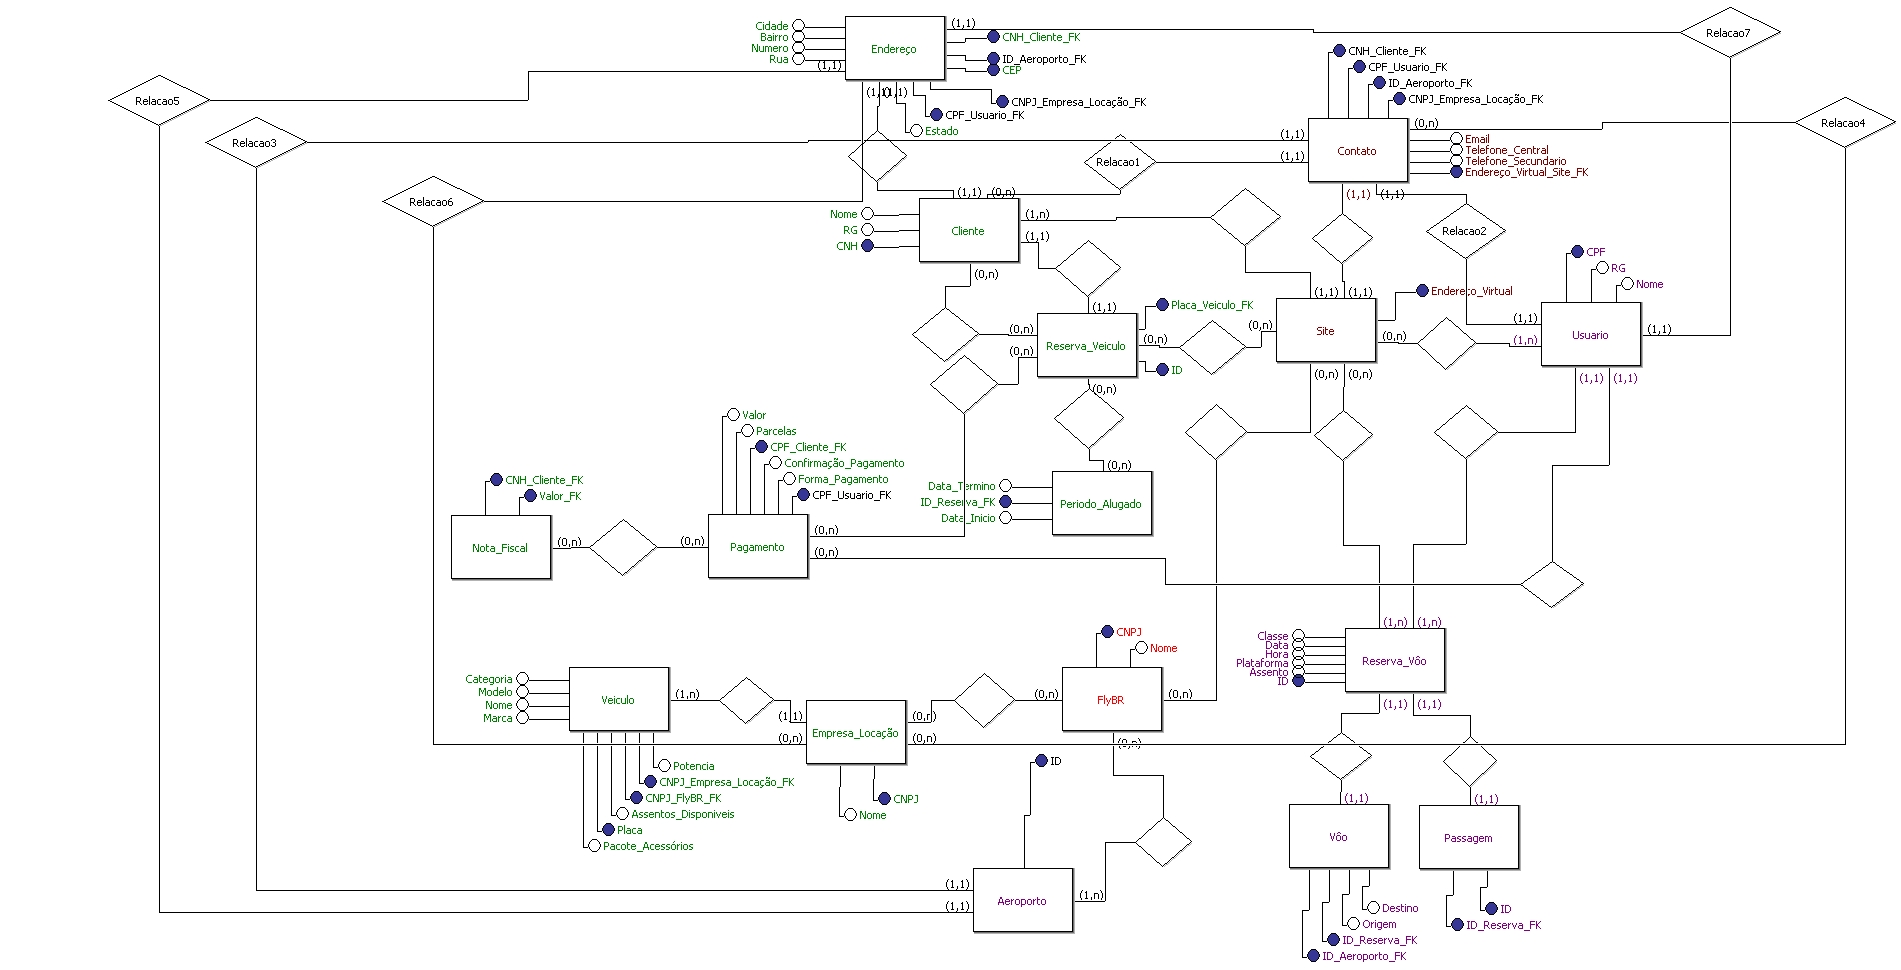 Cidade
Bairro
Numero
Rua
Endereço
(1,1)
CNH_Cliente_FK
ID_Aeroporto_FK
CEP
(1,1)
(1,1)
(1,1)
CNPJ_Empresa_Locação_FK
CPF_Usuario_FK
Estado
Relacao7
CNH_Cliente_FK
CPF_Usuario_FK
ID_Aeroporto_FK
CNPJ_Empresa_Locação_FK
Relacao5
Relacao3
Relacao6
Relacao1
(1,1)
(1,1)
Contato
(0,n)
Email
Telefone_Central
Telefone_Secundario
Endereço_Virtual_Site_FK
Relacao4
(1,1)
(1,1)
Relacao2
(1,1)
(0,n)
Nome
RG
CNH
Cliente
(1,n)
(1,1)
(0,n)
CPF
RG
Nome
(1,1)
(1,1)
(1,1)
Endereço_Virtual
Placa_Veiculo_FK
(0,n)
(0,n)
Reserva_Veiculo
(0,n)
ID
(0,n)
(0,n)
Site
(0,n)
(1,1)
(1,n)
Usuario
(1,1)
(0,n)
(0,n)
(1,1)
(1,1)
Valor
Parcelas
CPF_Cliente_FK
Confirmação_Pagamento
Forma_Pagamento
CPF_Usuario_FK
CNH_Cliente_FK
Valor_FK
(0,n)
Data_Termino
ID_Reserva_FK
Data_Inicio
Periodo_Alugado
Nota_Fiscal
(0,n)
(0,n)
Pagamento
(0,n)
(0,n)
CNPJ
Nome
(1,n)
(1,n)
Classe
Data
Hora
Plataforma
Assento
ID
Reserva_Vôo
(1,1)
(1,1)
Categoria
Modelo
Nome
Marca
Veiculo
(1,n)
(1,1)
(0,n)
Empresa_Locação
(0,n)
(0,n)
(0,n)
FlyBR
(0,n)
(0,n)
Potencia
CNPJ_Empresa_Locação_FK
CNPJ_FlyBR_FK
Assentos_Disponiveis
Placa
Pacote_Acessórios
CNPJ
Nome
ID
(1,1)
(1,1)
Vôo
Passagem
(1,1)
(1,1)
Aeroporto
(1,n)
Destino
Origem
ID_Reserva_FK
ID_Aeroporto_FK
ID
ID_Reserva_FK